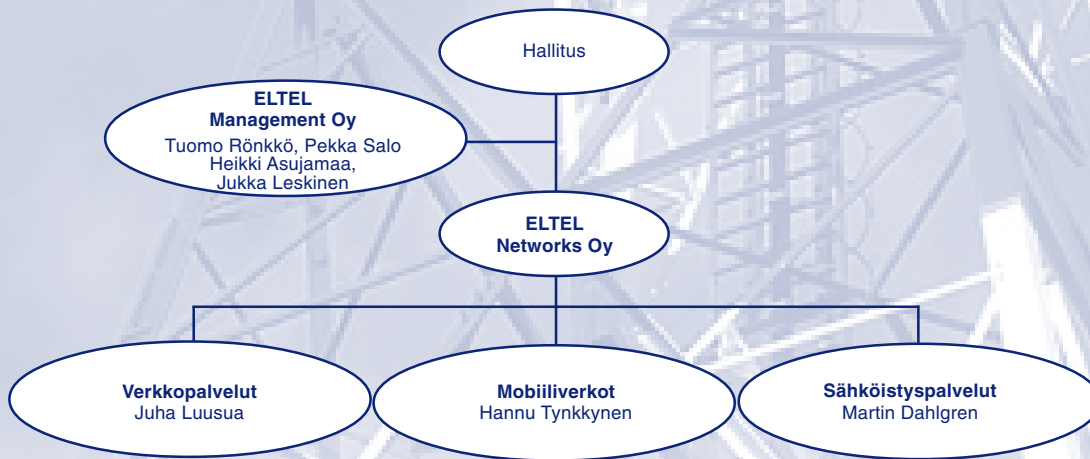 Hallitus
ELTEL
Management Oy
Tuomo Rönkkö, Pekka Salo
Heikki Asujamaa,
Jukka Leskinen
ELTEL
Networks Oy
Verkkopalvelut
Juha Luusua
Mobiiliverkot
Hannu Tynkkynen
Sähköistyspalvelut
Martin Dahlgren